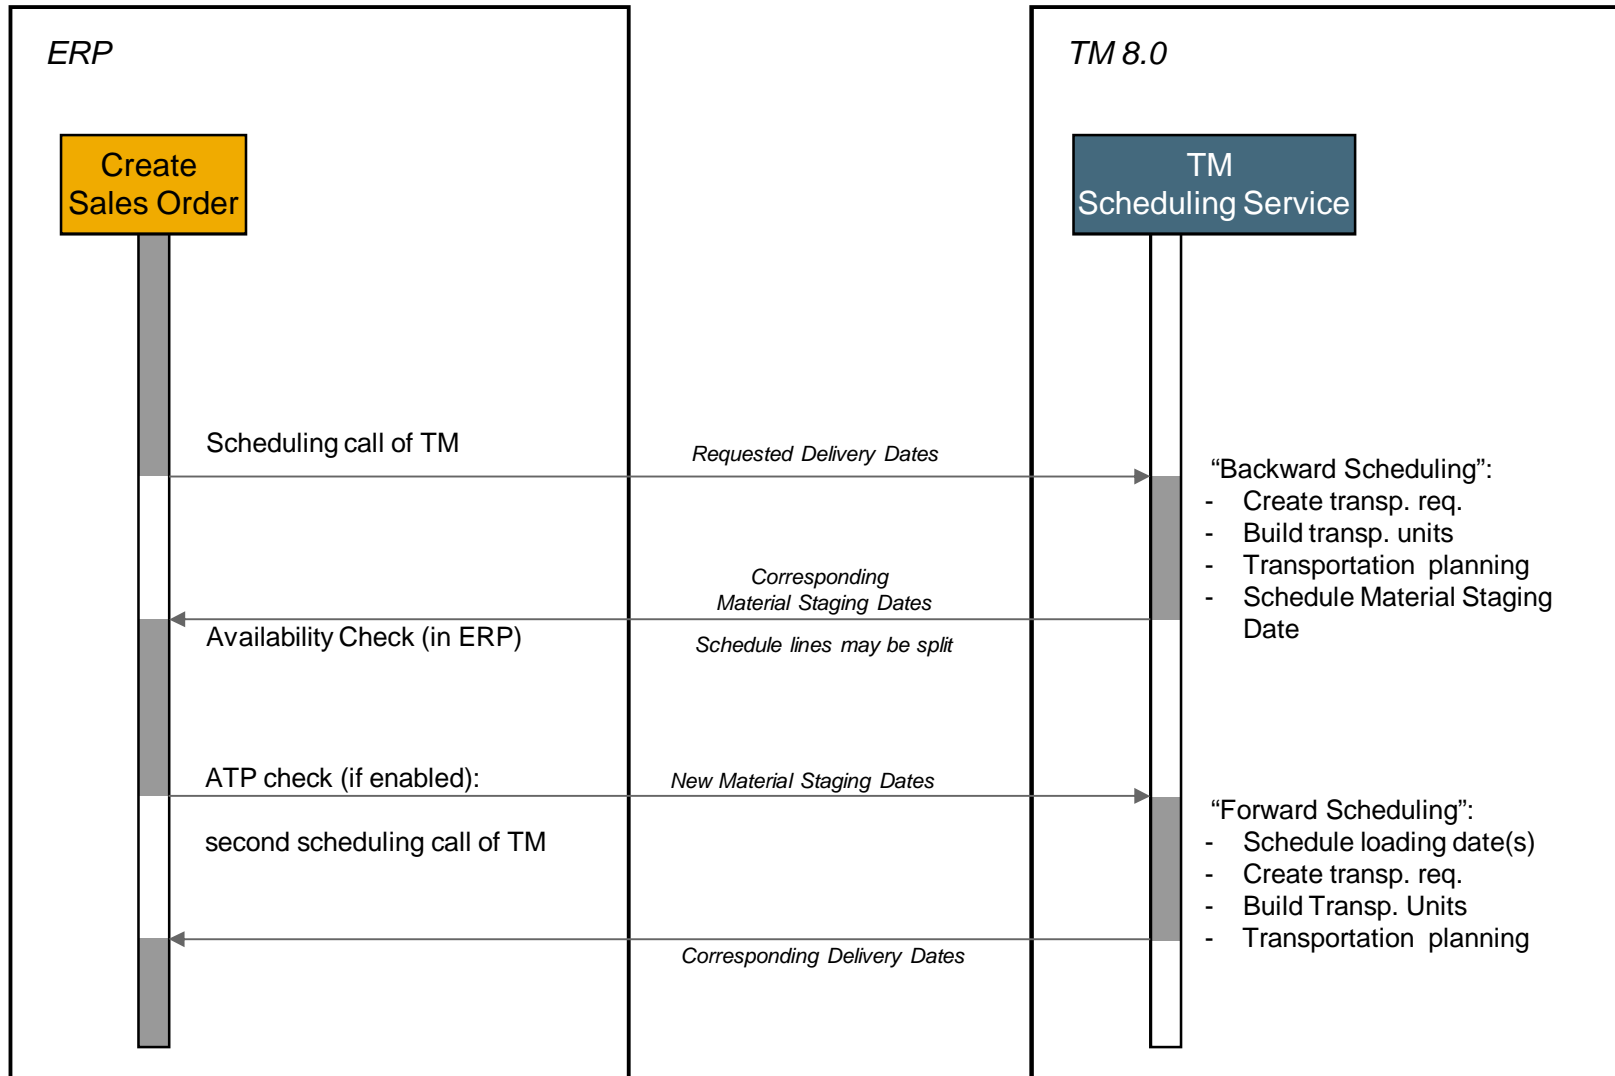 ERP
TM 8.0
Create
Sales Order
TM
Scheduling Service
Scheduling call of TM
Requested Delivery Dates
“Backward Scheduling”:
- Create transp. req.
- Build transp. units
- Transportation planning
- Schedule Material Staging
Date
Corresponding
Material Staging Dates
Availability Check (in ERP)
Schedule lines may be split
ATP check (if enabled):
second scheduling call of TM
New Material Staging Dates
“Forward Scheduling”:
- Schedule loading date(s)
- Create transp. req.
- Build Transp. Units
- Transportation planning
Corresponding Delivery Dates